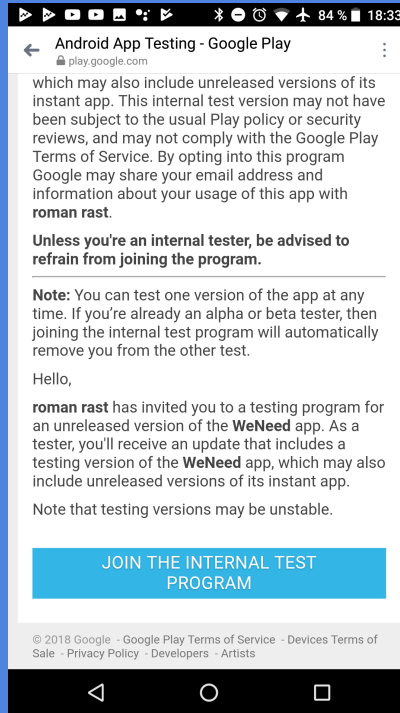 84 % 18:33
Android App Testing - Google Play
play.google.com
which may also include unreleased versions of its
instant app. This internal test version may not have
been subject to the usual Play policy or security
reviews, and may not comply with the Google Play
Terms of Service. By opting into this program
Google may share your email address and
information about your usage of this app with
roman rast.
Unless you're an internal tester, be advised to
refrain from joining the program.
Note: You can test one version of the app at any
time. If you’re already an alpha or beta tester, then
joining the internal test program will automatically
remove you from the other test.
Hello,
roman rast has invited you to a testing program for
an unreleased version of the WeNeed app. As a
tester, you'll receive an update that includes a
testing version of the WeNeed app, which may also
include unreleased versions of its instant app.
Note that testing versions may be unstable.
JOIN THE INTERNAL TEST
PROGRAM
© 2018 Google - Google Play Terms of Service - Devices Terms of
Sale - Privacy Policy - Developers - Artists